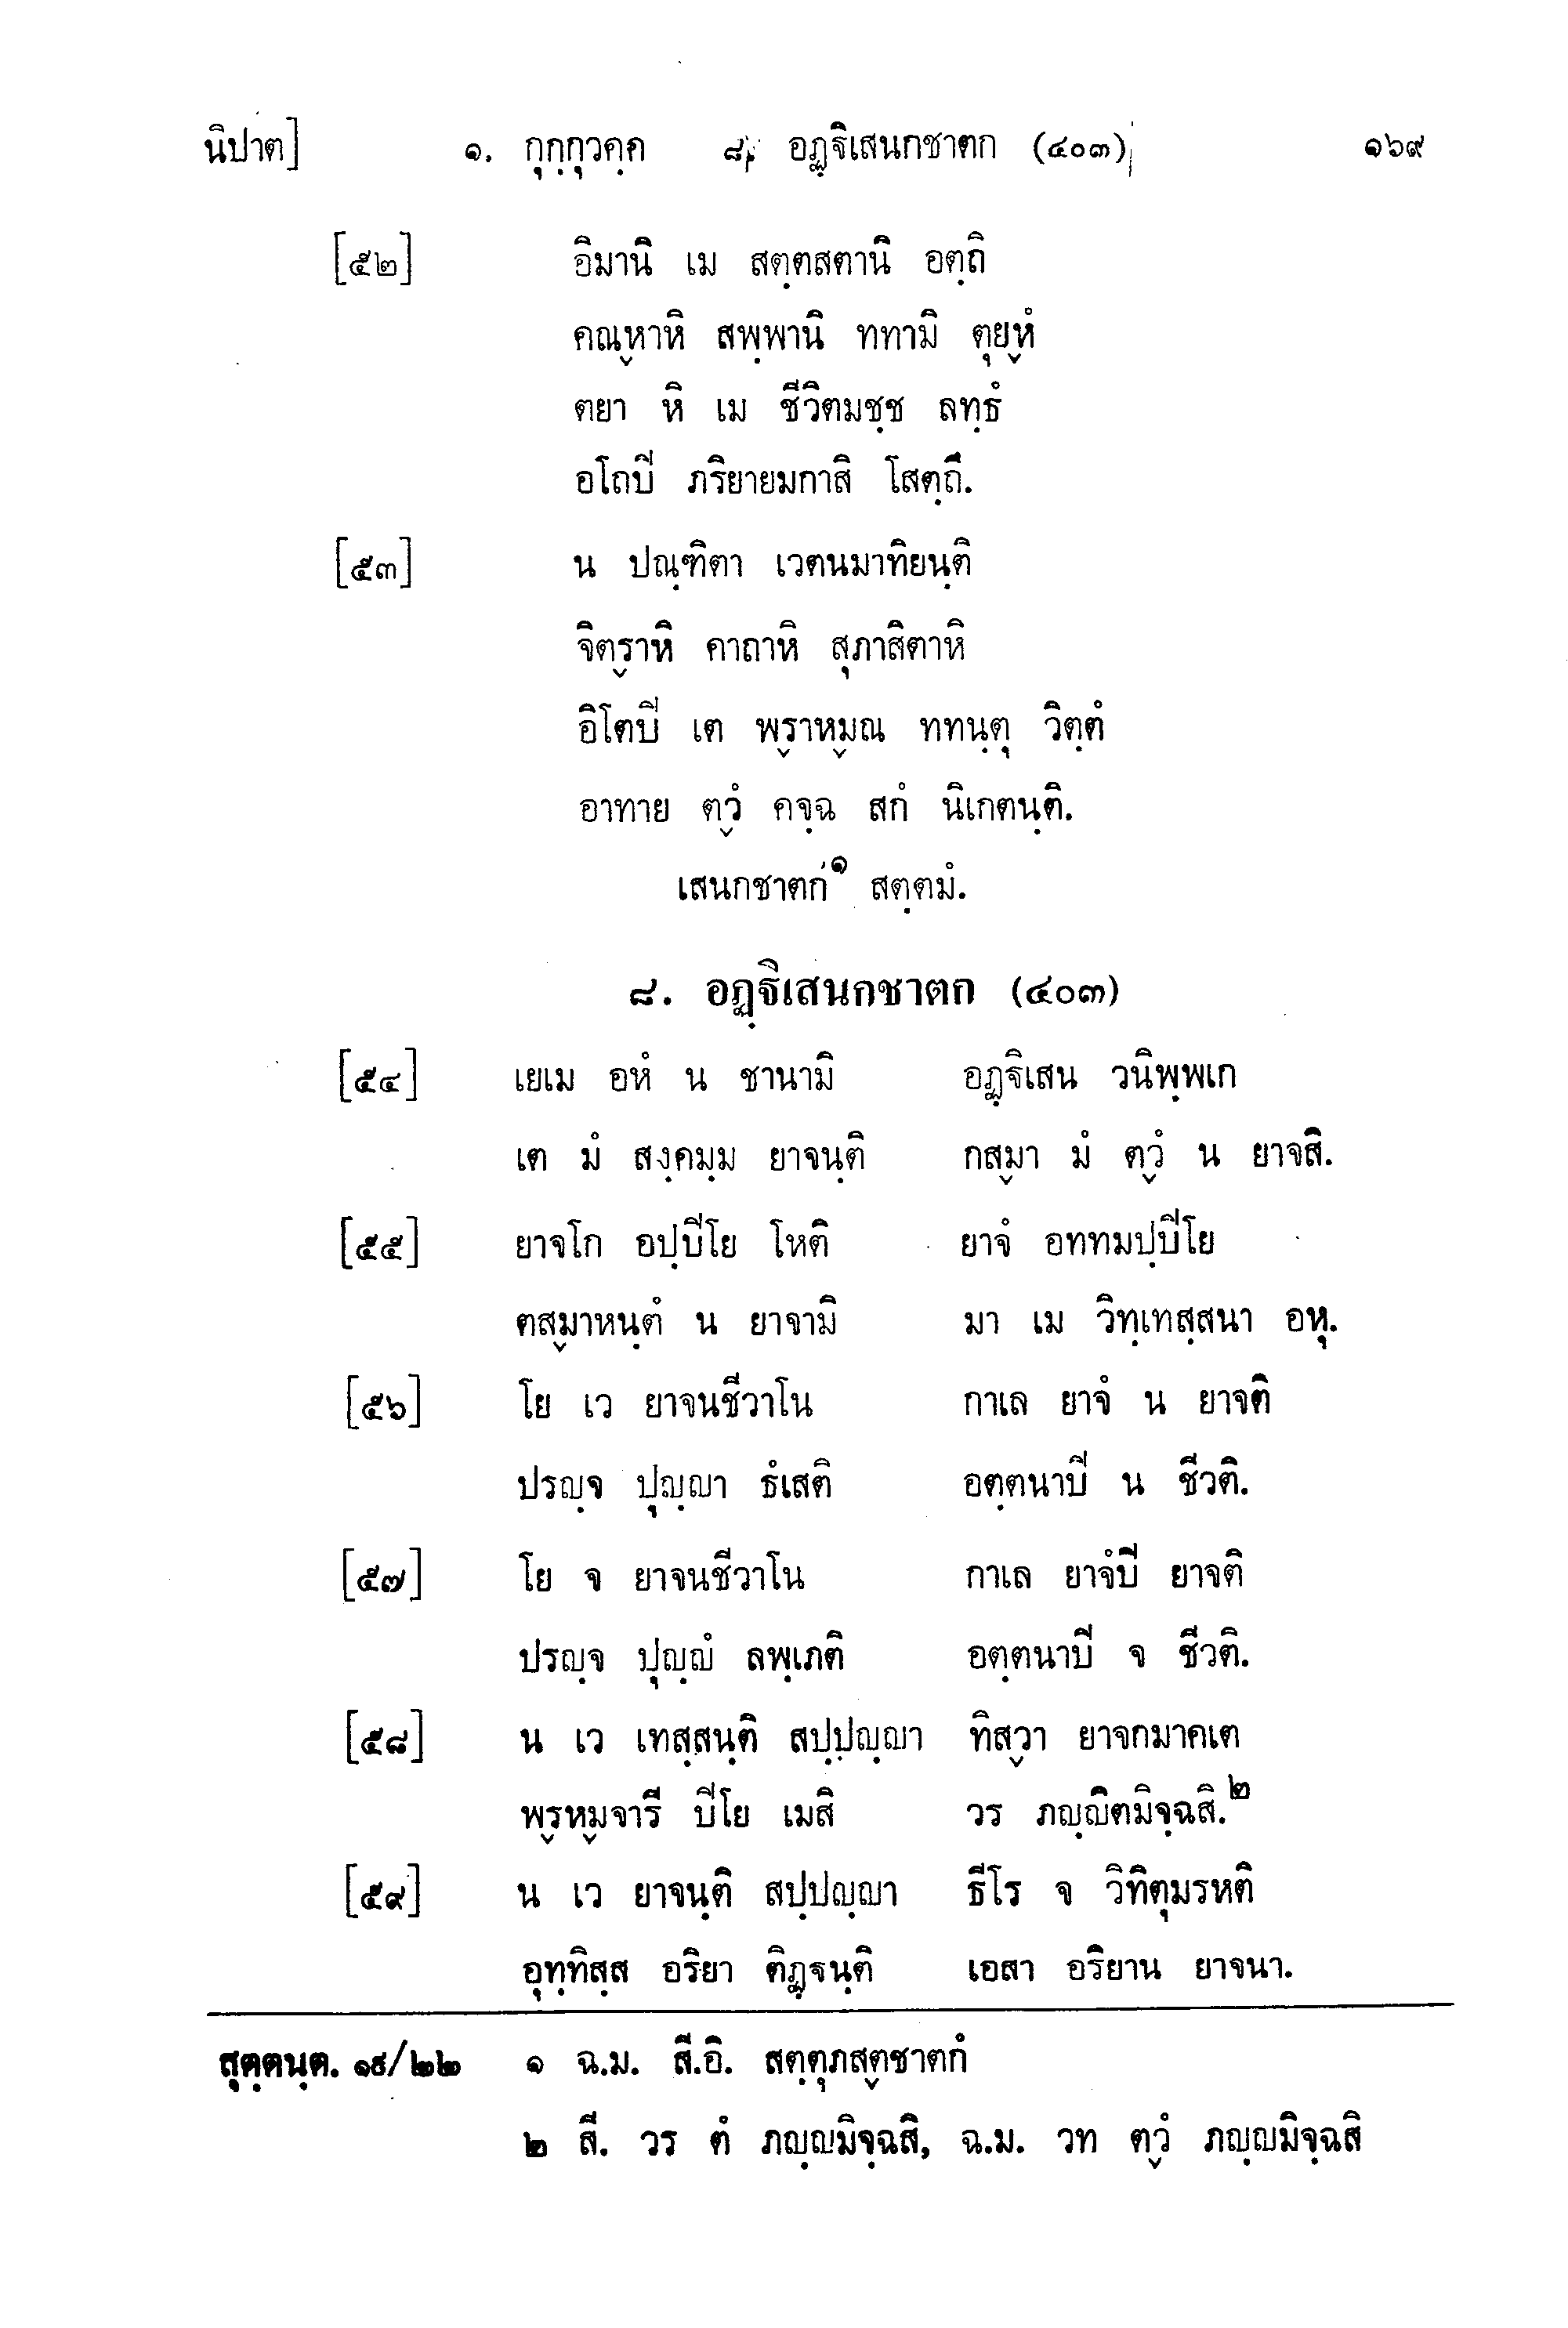 นิปาต] ๑. กุกฺกุวคฺค ๘. อฏฺฐิเสนกชาตก (๔๐๓) ๑๖๙
[๕๒] อิมานิ เม สตฺตสตานิ อตฺถิ
คณ๎หาหิ สพฺพานิ ททามิ ตุย๎หํ
ตยา หิ เม ชีวิตมชฺช ลทฺธํ
อโถปิ ภริยายมกาสิ โสตฺถึ.
[๕๓] น ปณฺฑิตา เวตนมาทิยนฺติ
จิต๎ราหิ คาถาหิ สุภาสิตาหิ
อิโตปิ เต พ๎ราห๎มณ ททนฺตุ วิตฺตํ
อาทาย ต๎วํ คจฺฉ สกํ นิเกตนฺติ.
เสนกชาตกํ๑ สตฺตมํ.
๘. อฏฺฐิเสนกชาตก (๔๐๓)
[๕๔] เยเม อหํ น ชานามิ อฏฺฐิเสน วนิพฺพเก
เต มํ สงฺคมฺม ยาจนฺติ กส๎มา มํ ต๎วํ น ยาจสิ.
[๕๕] ยาจโก อปฺปิโย โหติ ยาจํ อททมปฺปิโย
ตส๎มาหนฺตํ น ยาจามิ มา เม วิทฺเทสฺสนา อหุ.
[๕๖] โย เว ยาจนชีวาโน กาเล ยาจํ น ยาจติ
ปรญฺจ ปุญฺญา ธํเสติ อตฺตนาปิ น ชีวติ.
[๕๗] โย จ ยาจนชีวาโน กาเล ยาจํปิ ยาจติ
ปรญฺจ ปุญฺญํ ลพฺเภติ อตฺตนาปิ จ ชีวติ.
[๕๘] น เว เทสฺสนฺติ สปฺปญฺญา ทิส๎วา ยาจกมาคเต
พ๎รห๎มจารี ปิโย เมสิ วร ภญฺญิตมิจฺฉสิ.๒
[๕๙] น เว ยาจนฺติ สปฺปญฺญา ธีโร จ วิทิตุมรหติ
อุทฺทิสฺส อริยา ติฏฺฐนฺติ เอสา อริยาน ยาจนา.
สุตฺตนฺต. ๑๙/๒๒ ๑ ฉ.ม. สี.อิ. สตฺตุภส๎ตชาตกํ
๒ สี. วร ตํ ภญฺญมิจฺฉสิ, ฉ.ม. วท ต๎วํ ภญฺญมิจฺฉสิ